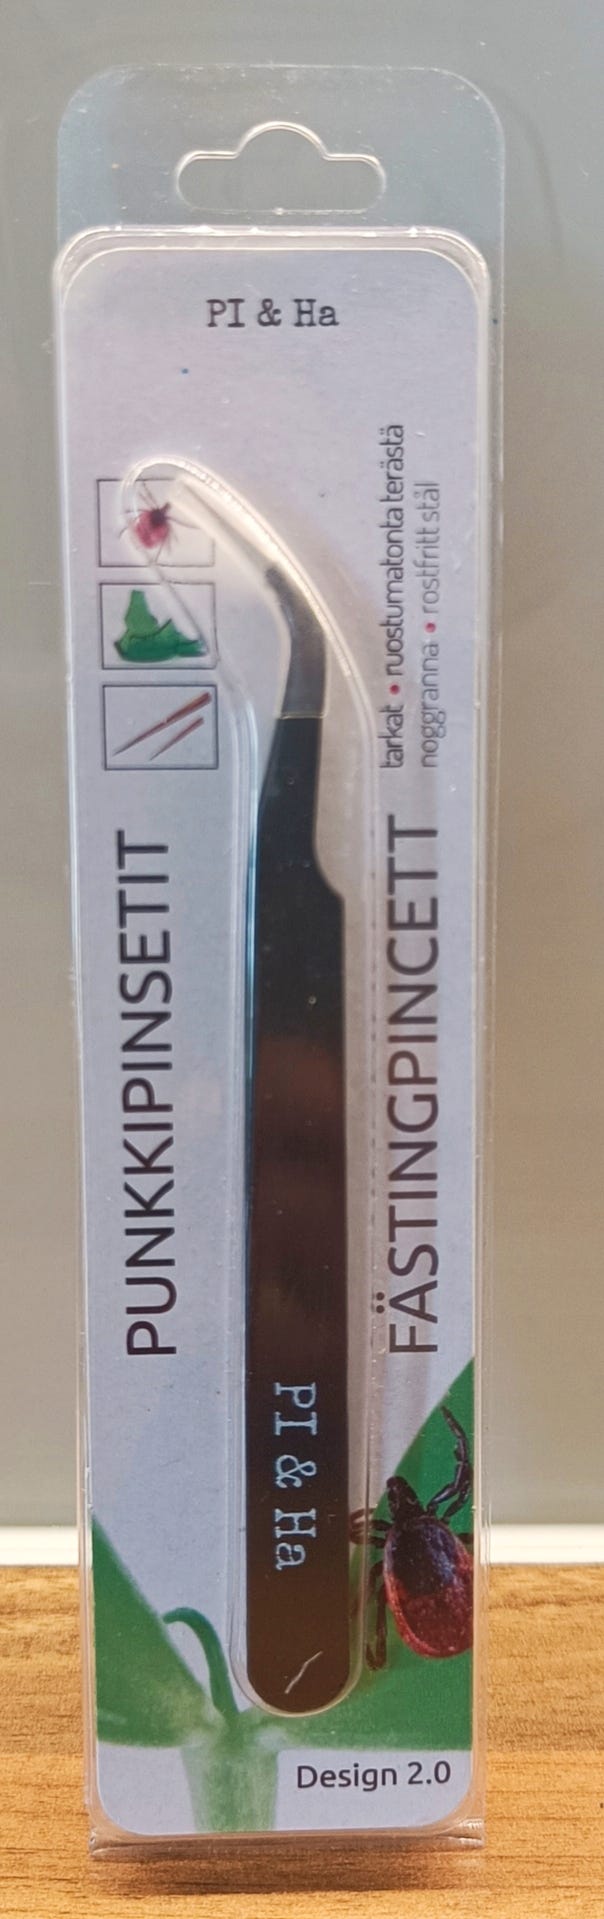 PI & Ha
tarkat • ruostumatonta terästä
noggranna • rostfritt stål
PUNKKIPINSETIT
FÄSTINGPINCETT
PI & Ha
Design 2.0